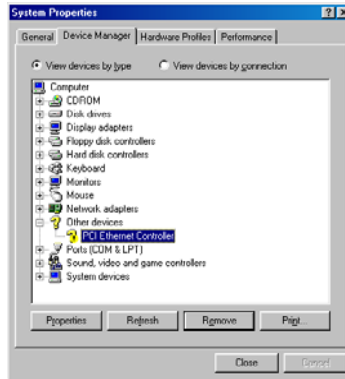 System Properties
General Device Manager Hardware Profiles Performance
View devices by type View devices by connection
Computer
CDROM
Disk drives
Display adapters
Floppy disk controllers
Hard disk controllers
Keyboard
Monitors
Mouse
Network adapters
Other devices
PCI Ethernet Controller
Ports (COM & LPT)
Sound, video and game controllers
System devices
Properties Refresh Remove Print...
Close Cancel